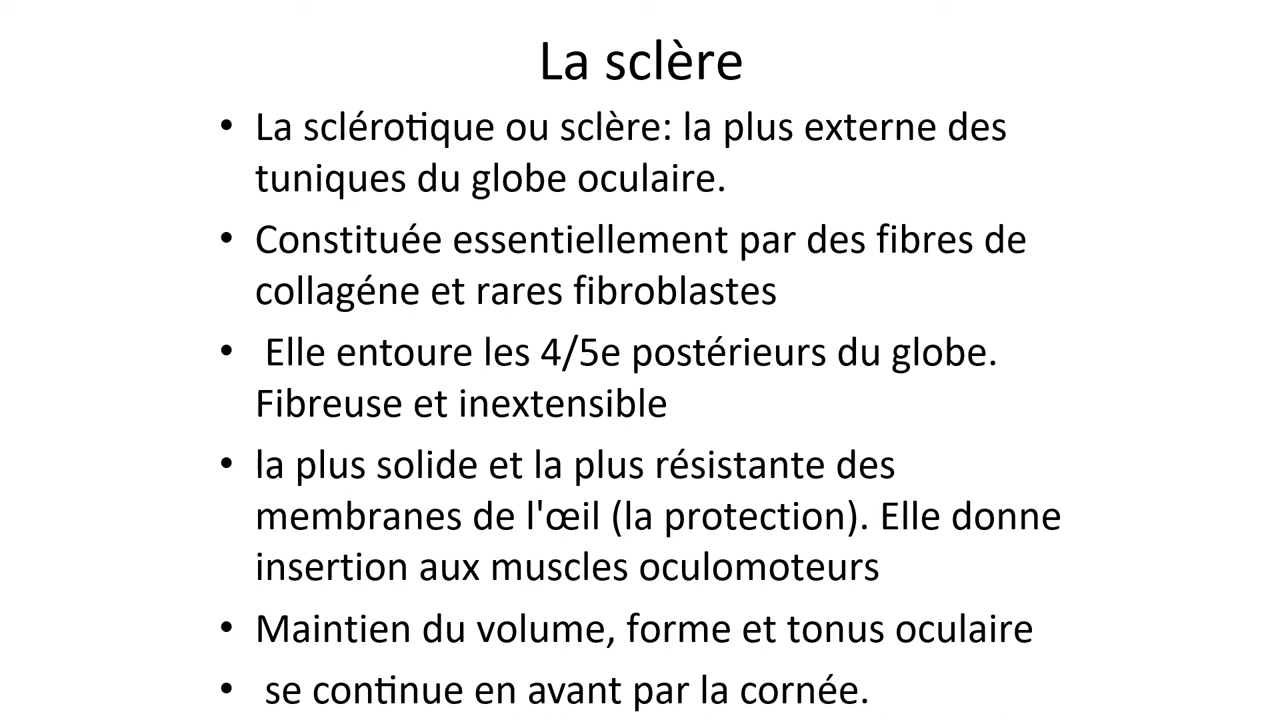 La sclère
• La sclérotique ou sclère: la plus externe des
tuniques du globe oculaire.
• Constituée essentiellement par des fibres de
collagéne et rares fibroblastes
• Elle entoure les 4/5e postérieurs du globe.
Fibreuse et inextensible
• la plus solide et la plus résistante des
membranes de l'œil (la protection). Elle donne
insertion aux muscles oculomoteurs
• Maintien du volume, forme et tonus oculaire
• se continue en avant par la cornée.